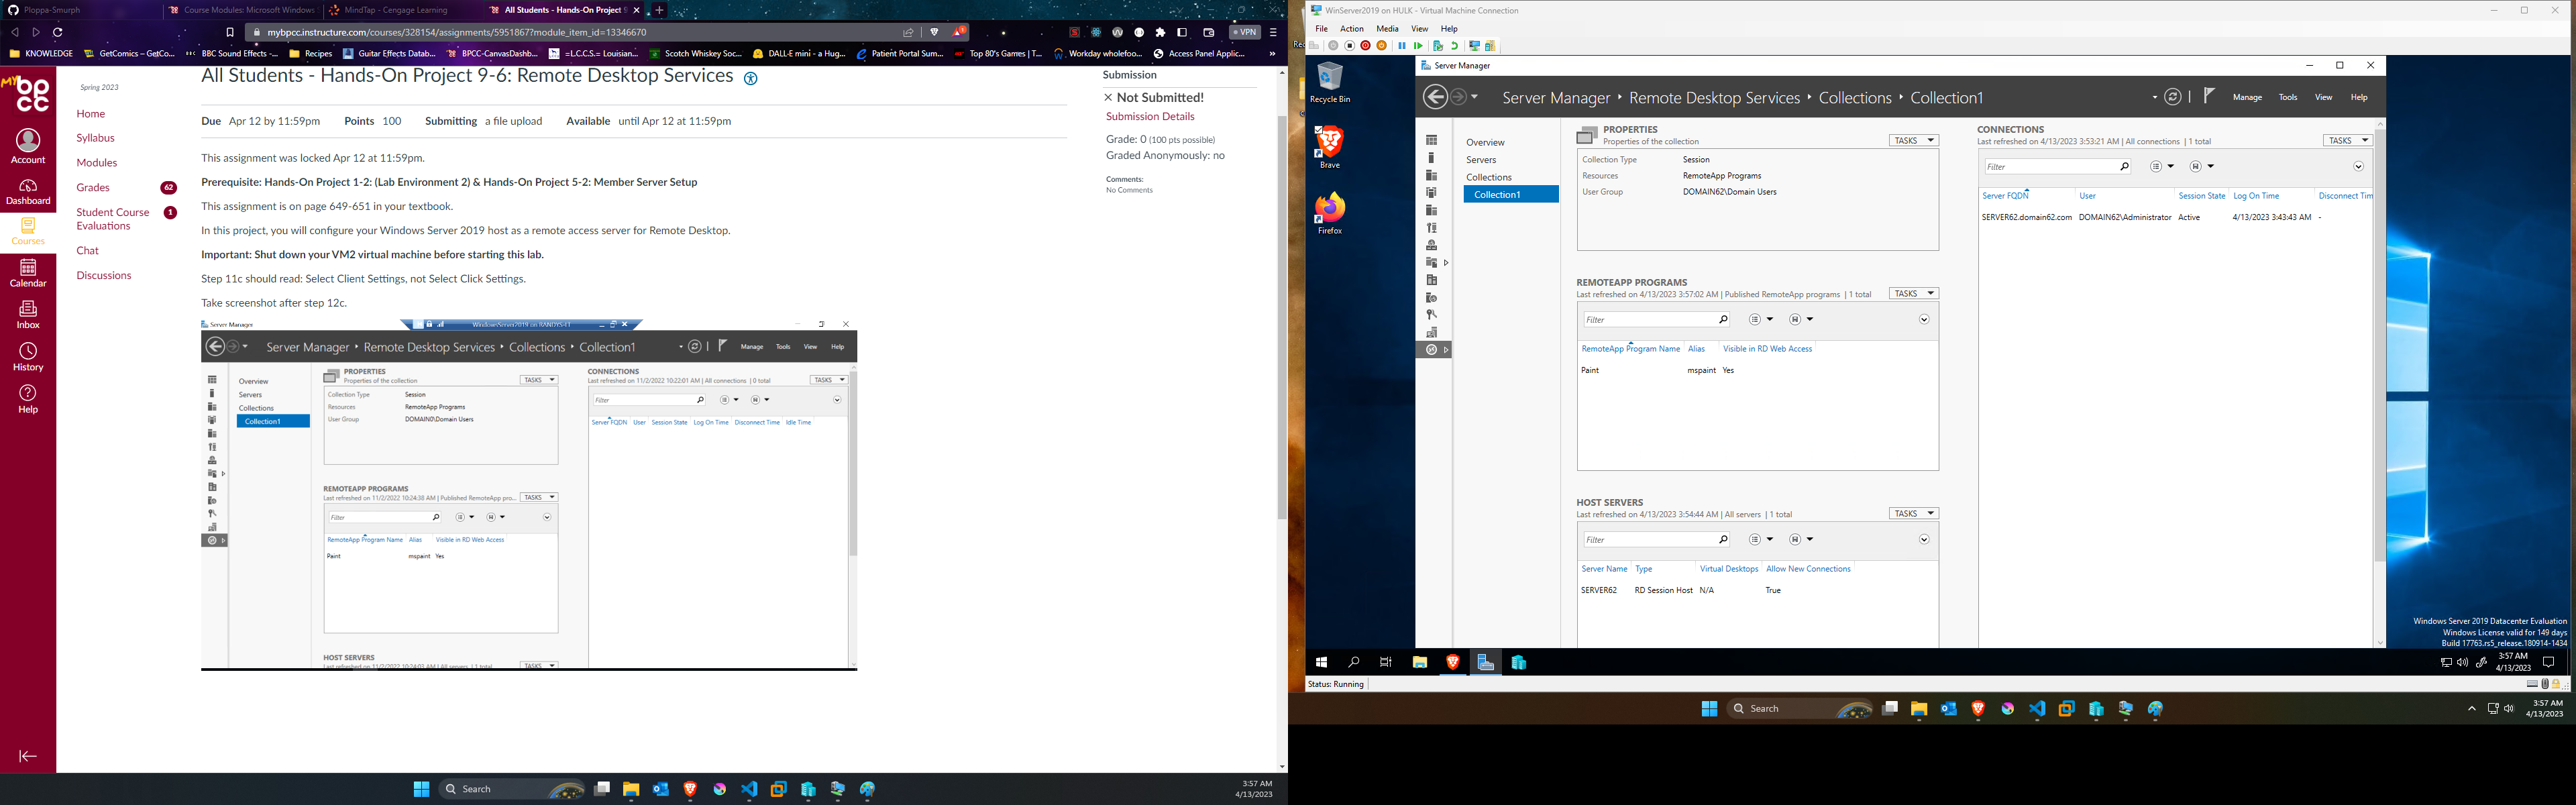 Ploppa-Smurph
Course Modules: Microsoft Windows
MindTap - Cengage Learning
All Students - Hands-On Project 9
mybpcc.instructure.com/courses/328154/assignments/5951867?module_item_id=13346670
VPN
KNOWLEDGE
GetComics – GetCo...
BBC Sound Effects -...
Recipes
Guitar Effects Datab...
BPCC-CanvasDashb...
=L.C.C.S.= Louisian...
Scotch Whiskey Soc...
DALL·E mini - a Hug...
Patient Portal Sum...
Top 80's Games | T...
Workday wholefoo...
Access Panel Applic...
»
MY bp cc
Account
Dashboard
Courses
Calendar
Inbox
History
Help
Spring 2023
Home
Syllabus
Modules
Grades 62
Student Course Evaluations 1
Chat
Discussions
All Students - Hands-On Project 9-6: Remote Desktop Services
Due Apr 12 by 11:59pm Points 100 Submitting a file upload Available until Apr 12 at 11:59pm
This assignment was locked Apr 12 at 11:59pm.
Prerequisite: Hands-On Project 1-2: (Lab Environment 2) & Hands-On Project 5-2: Member Server Setup
This assignment is on page 649-651 in your textbook.
In this project, you will configure your Windows Server 2019 host as a remote access server for Remote Desktop.
Important: Shut down your VM2 virtual machine before starting this lab.
Step 11c should read: Select Client Settings, not Select Click Settings.
Take screenshot after step 12c.
Server Manager
Server Manager Remote Desktop Services Collections Collection1
Manage Tools View Help
Overview
Servers
Collections
Collection1
PROPERTIES
Properties of the collection
TASKS
Collection Type Session
Resources RemoteApp Programs
User Group DOMAIN0\Domain Users
REMOTEAPP PROGRAMS
Last refreshed on 11/2/2022 10:24:38 AM | Published RemoteApp pro...
TASKS
Filter
RemoteApp Program Name Alias Visible in RD Web Access
Paint mspaint Yes
HOST SERVERS
Last refreshed on 11/2/2022 10:24:03 AM | All servers | 1 total
TASKS
CONNECTIONS
Last refreshed on 11/2/2022 10:22:01 AM | All connections | 0 total
TASKS
Filter
Server FQDN User Session State Log On Time Disconnect Time Idle Time
Submission
Not Submitted!
Submission Details
Grade: 0 (100 pts possible)
Graded Anonymously: no
Comments:
No Comments
Search
3:57 AM
4/13/2023
WinServer2019 on HULK - Virtual Machine Connection
File Action Media View Help
Recycle Bin
Brave
Firefox
Server Manager
Server Manager Remote Desktop Services Collections Collection1
Manage Tools View Help
Overview
Servers
Collections
Collection1
PROPERTIES
Properties of the collection
TASKS
Collection Type Session
Resources RemoteApp Programs
User Group DOMAIN62\Domain Users
REMOTEAPP PROGRAMS
Last refreshed on 4/13/2023 3:57:02 AM | Published RemoteApp programs | 1 total
TASKS
Filter
RemoteApp Program Name Alias Visible in RD Web Access
Paint mspaint Yes
HOST SERVERS
Last refreshed on 4/13/2023 3:54:44 AM | All servers | 1 total
TASKS
Filter
Server Name Type Virtual Desktops Allow New Connections
SERVER62 RD Session Host N/A True
CONNECTIONS
Last refreshed on 4/13/2023 3:53:21 AM | All connections | 1 total
TASKS
Filter
Server FQDN User Session State Log On Time Disconnect Tim
SERVER62.domain62.com DOMAIN62\Administrator Active 4/13/2023 3:43:43 AM -
Windows Server 2019 Datacenter Evaluation
Windows License valid for 149 days
Build 17763.rs5_release.180914-1434
3:57 AM
4/13/2023
Status: Running
Search
3:57 AM
4/13/2023